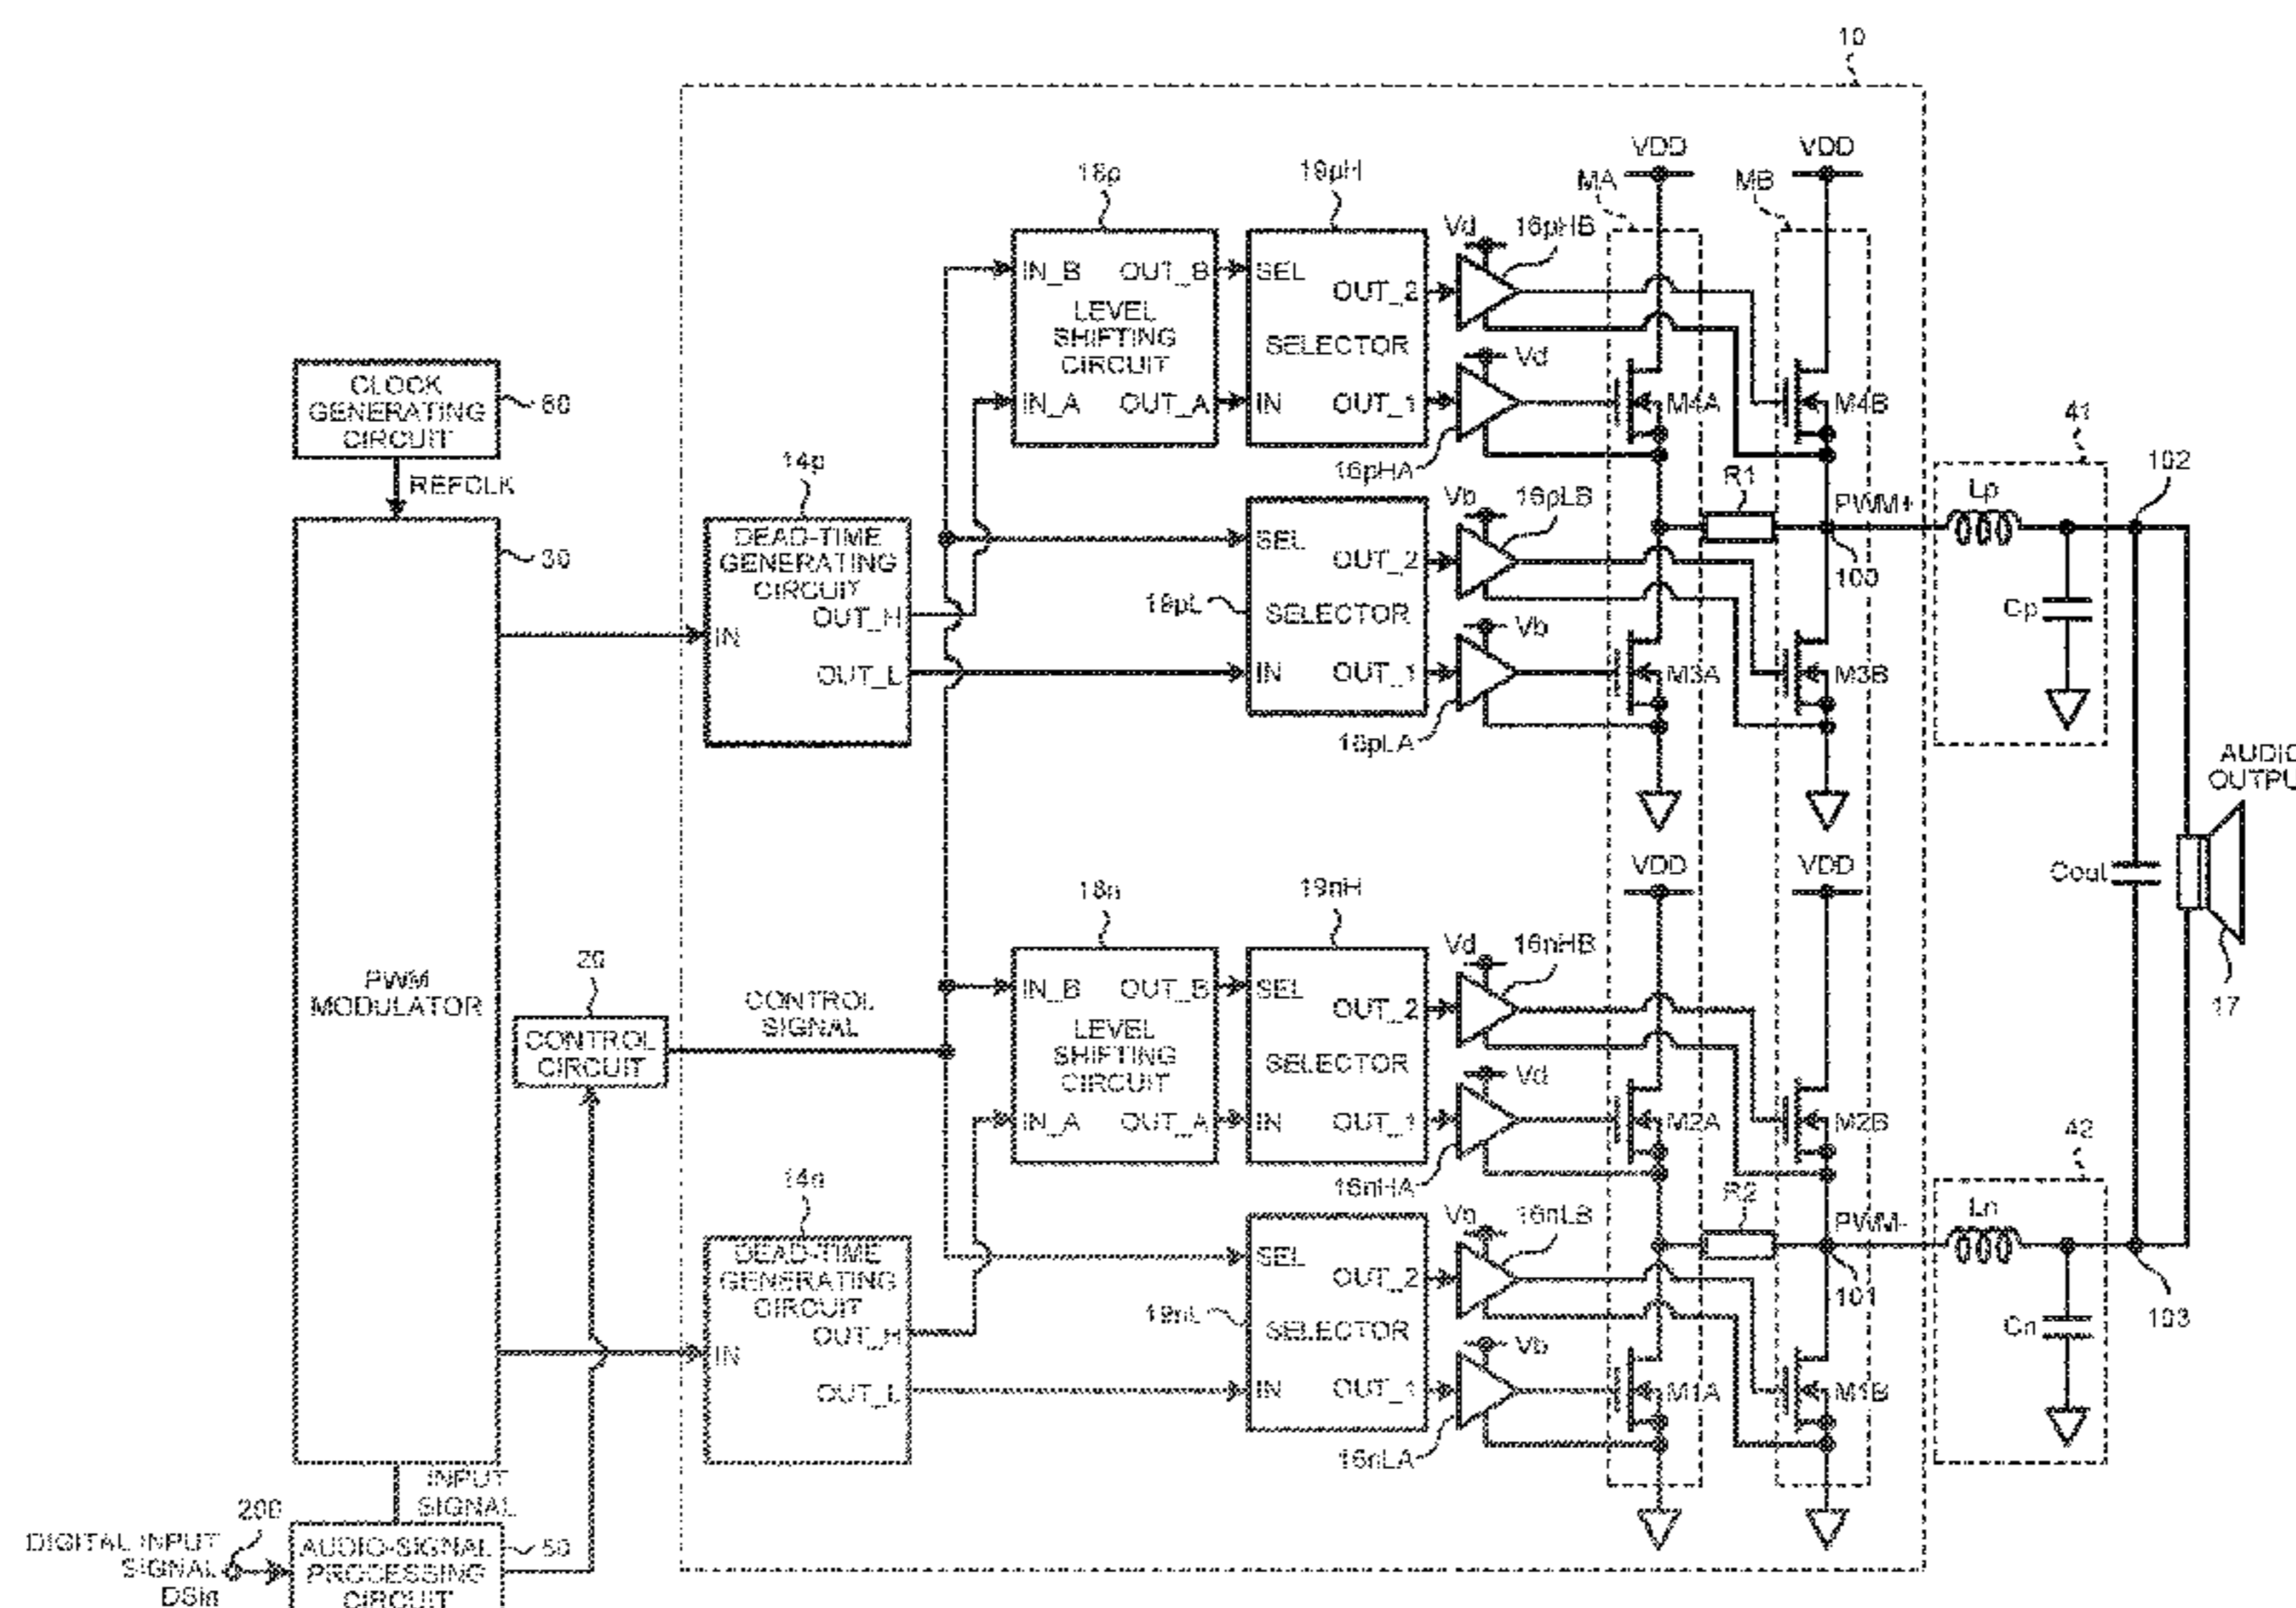 10
VDD
VDD
18p
19pH
MA
MB
Vd
16pHB
IN_B
OUT_B
SEL
OUT_2
LEVEL
SHIFTING
CIRCUIT
SELECTOR
Vd
CLOCK
GENERATING
CIRCUIT
60
IN_A
OUT_A
IN
OUT_1
M4A
M4B
41
REFCLK
14p
16pHA
R1
102
Vb
16pLB
PWM+
Lp
30
DEAD-TIME
GENERATING
CIRCUIT
SEL
OUT_2
100
OUT_H
19pL
SELECTOR
Vb
Cp
IN
OUT_L
IN
OUT_1
M3A
M3B
16pLA
AUDIO
OUTPU
VDD
VDD
Cout
18n
19nH
Vd
16nHB
20
PWM
MODULATOR
CONTROL
SIGNAL
IN_B
OUT_B
SEL
OUT_2
17
CONTROL
CIRCUIT
LEVEL
SHIFTING
CIRCUIT
SELECTOR
Vd
IN_A
OUT_A
IN
OUT_1
M2A
M2B
42
14n
16nHA
R2
16nLB
PWM-
Ln
DEAD-TIME
GENERATING
CIRCUIT
SEL
OUT_2
101
103
OUT_H
19nL
SELECTOR
Vb
Cn
IN
OUT_L
IN
OUT_1
M1A
M1B
16nLA
INPUT
SIGNAL
200
DIGITAL INPUT
SIGNAL
DSin
AUDIO-SIGNAL
PROCESSING
CIRCUIT
50